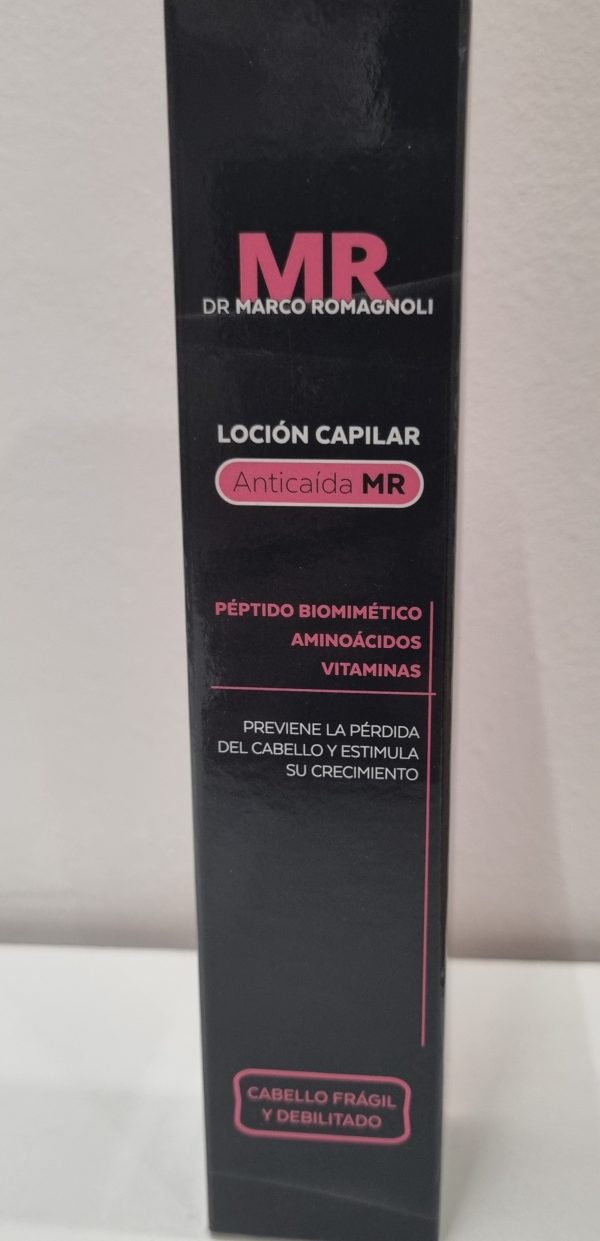 MR
DR MARCO ROMAGNOLI
LOCIÓN CAPILAR
Anticaída MR
PÉPTIDO BIOMIMÉTICO
AMINOÁCIDOS
VITAMINAS
PREVIENE LA PÉRDIDA
DEL CABELLO Y ESTIMULA
SU CRECIMIENTO
CABELLO FRÁGIL
Y DEBILITADO